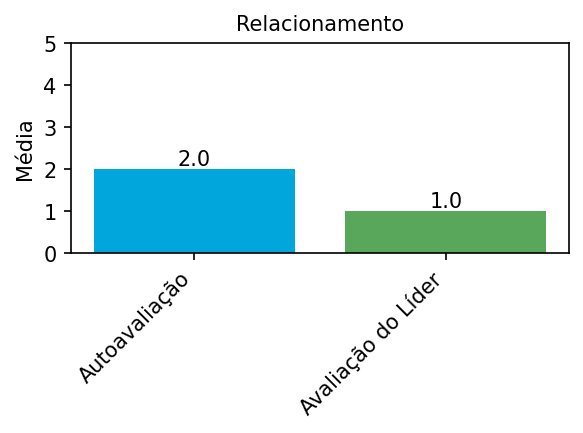 Relacionamento
Média
5
4
3
2
1
0
2.0
1.0
Autoavaliação
Avaliação do Líder